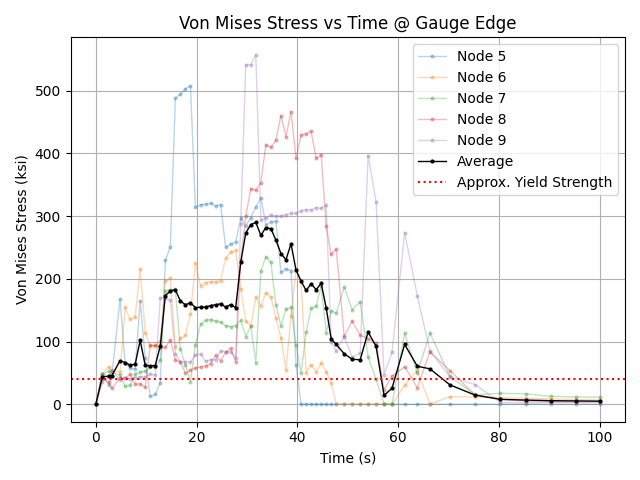 Von Mises Stress vs Time @ Gauge Edge
Von Mises Stress (ksi)
500
400
300
200
100
0
Node 5
Node 6
Node 7
Node 8
Node 9
Average
Approx. Yield Strength
0 20 40 60 80 100
Time (s)